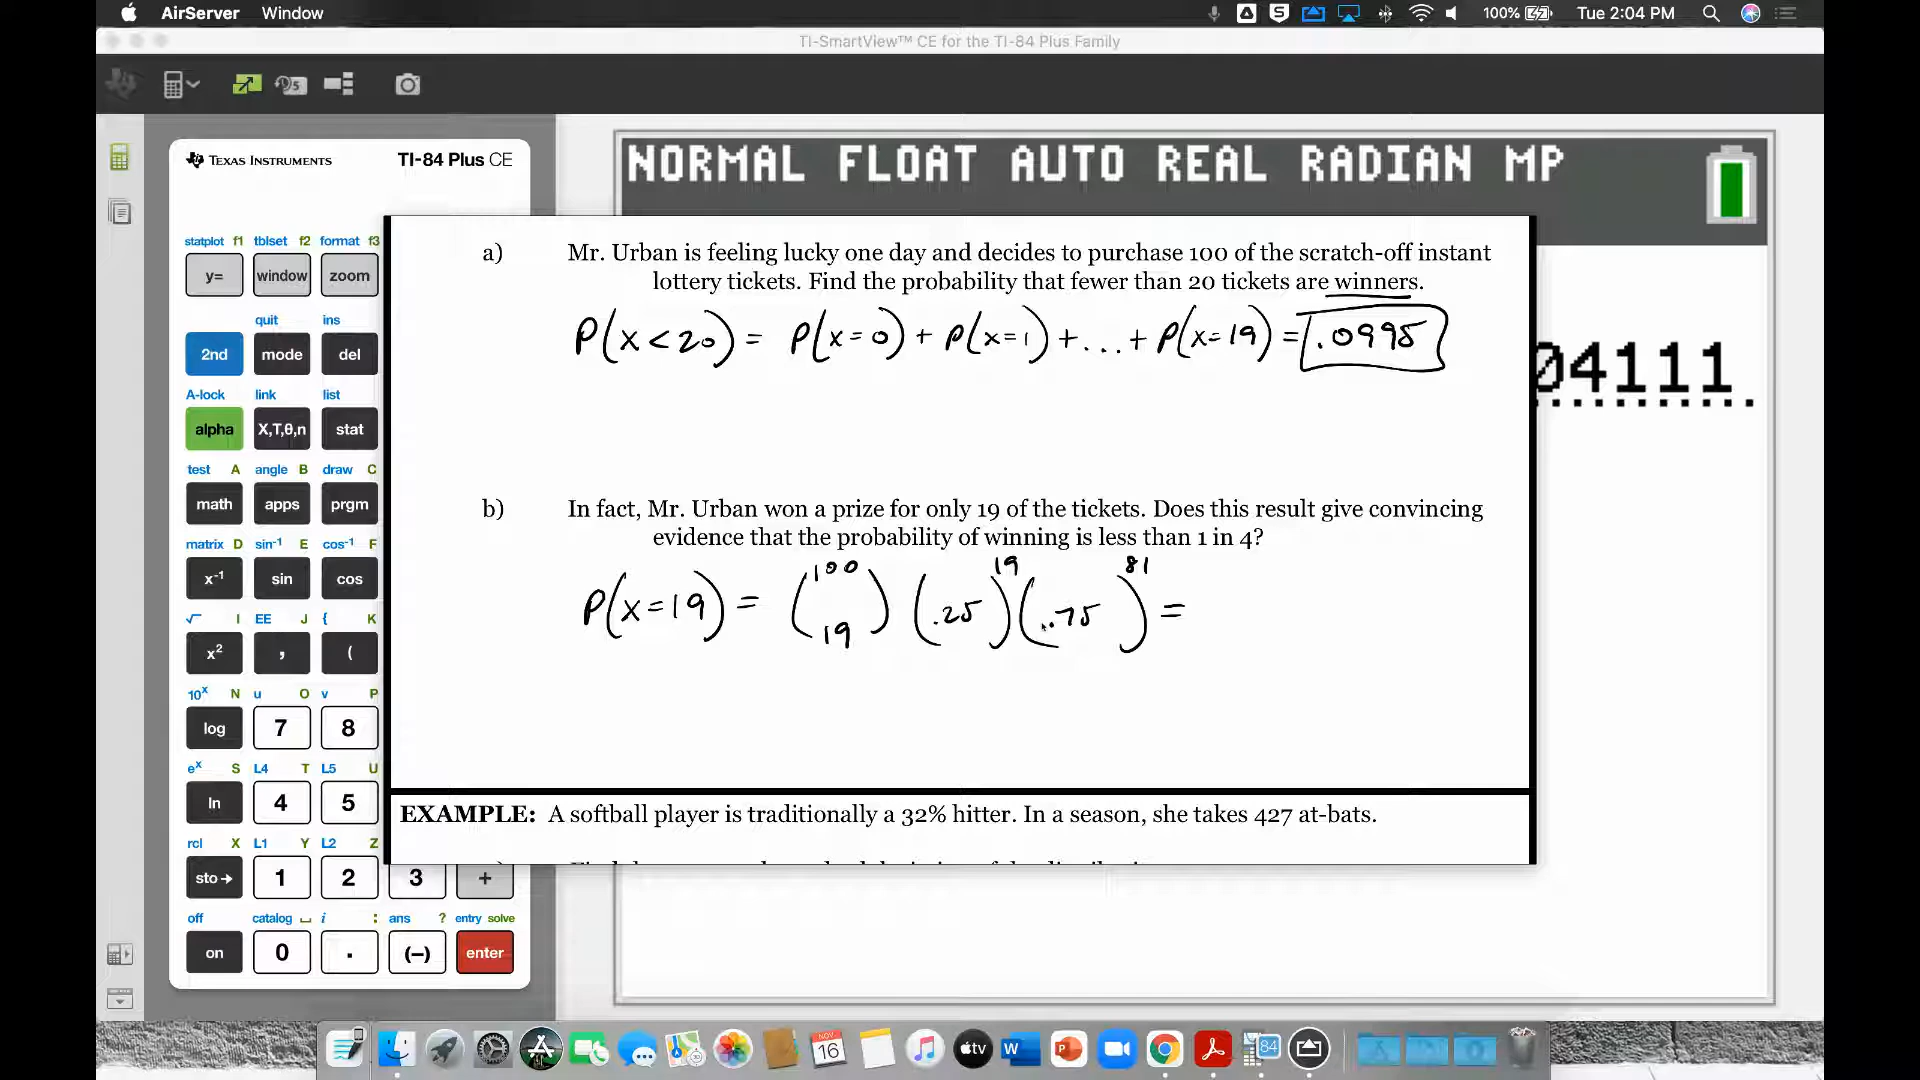 AirServer Window 100% Tue 2:04 PM
TI-SmartView™ CE for the TI-84 Plus Family
TEXAS INSTRUMENTS TI-84 Plus CE
NORMAL FLOAT AUTO REAL RADIAN MP
statplot f1 tblset f2 format f3
y= window zoom
quit ins
2nd mode del
A-lock link list
alpha X,T,θ,n stat
test A angle B draw C
math apps prgm
matrix D sin⁻¹ E cos⁻¹ F
x⁻¹ sin cos
√ I EE J { K
x² , (
10ˣ N u O v P
log 7 8
eˣ S L4 T L5 U
ln 4 5
rcl X L1 Y L2 Z
sto→ 1 2 3 +
off catalog i : ans ? entry solve
on 0 . (–) enter
a) Mr. Urban is feeling lucky one day and decides to purchase 100 of the scratch-off instant
lottery tickets. Find the probability that fewer than 20 tickets are winners.
P(x<20) = P(x=0) + P(x=1) + ... + P(x=19) = .0995
04111
b) In fact, Mr. Urban won a prize for only 19 of the tickets. Does this result give convincing
evidence that the probability of winning is less than 1 in 4?
P(x=19) = (100 19) (.25)^19 (.75)^81 =
EXAMPLE: A softball player is traditionally a 32% hitter. In a season, she takes 427 at-bats.
NOV
16
tv
W
P
84